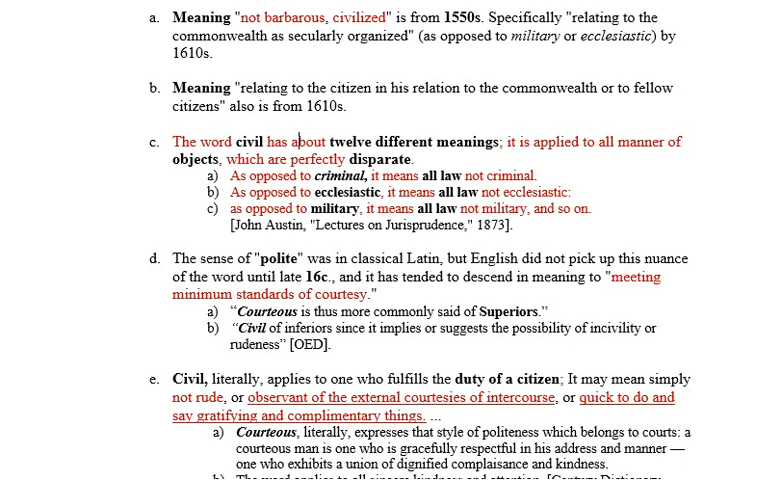 a. Meaning "not barbarous, civilized" is from 1550s. Specifically "relating to the
commonwealth as secularly organized" (as opposed to military or ecclesiastic) by
1610s.
b. Meaning "relating to the citizen in his relation to the commonwealth or to fellow
citizens" also is from 1610s.
c. The word civil has about twelve different meanings; it is applied to all manner of
objects, which are perfectly disparate.
a) As opposed to criminal, it means all law not criminal.
b) As opposed to ecclesiastic, it means all law not ecclesiastic:
c) as opposed to military, it means all law not military, and so on.
[John Austin, "Lectures on Jurisprudence," 1873].
d. The sense of "polite" was in classical Latin, but English did not pick up this nuance
of the word until late 16c., and it has tended to descend in meaning to "meeting
minimum standards of courtesy."
a) “Courteous is thus more commonly said of Superiors.”
b) “Civil of inferiors since it implies or suggests the possibility of incivility or
rudeness” [OED].
e. Civil, literally, applies to one who fulfills the duty of a citizen; It may mean simply
not rude, or observant of the external courtesies of intercourse, or quick to do and
say gratifying and complimentary things. ...
a) Courteous, literally, expresses that style of politeness which belongs to courts: a
courteous man is one who is gracefully respectful in his address and manner —
one who exhibits a union of dignified complaisance and kindness.